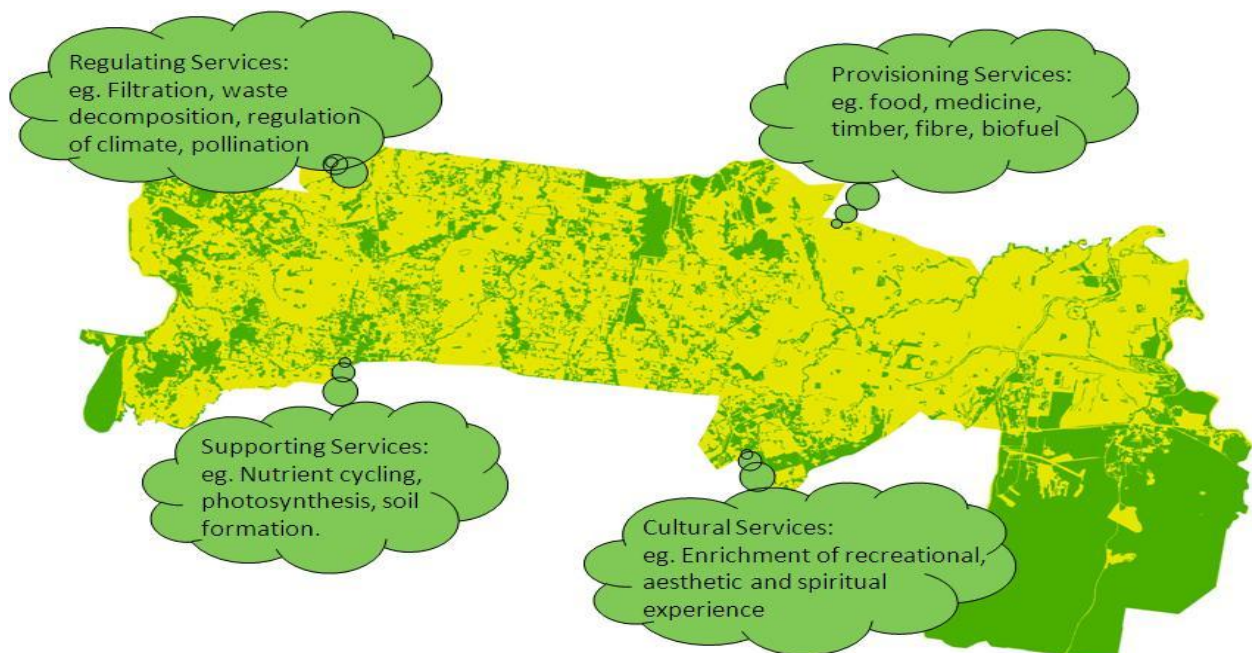 Regulating Services:
eg. Filtration, waste
decomposition, regulation
of climate, pollination
Provisioning Services:
eg. food, medicine,
timber, fibre, biofuel
Supporting Services:
eg. Nutrient cycling,
photosynthesis, soil
formation.
Cultural Services:
eg. Enrichment of recreational,
aesthetic and spiritual
experience